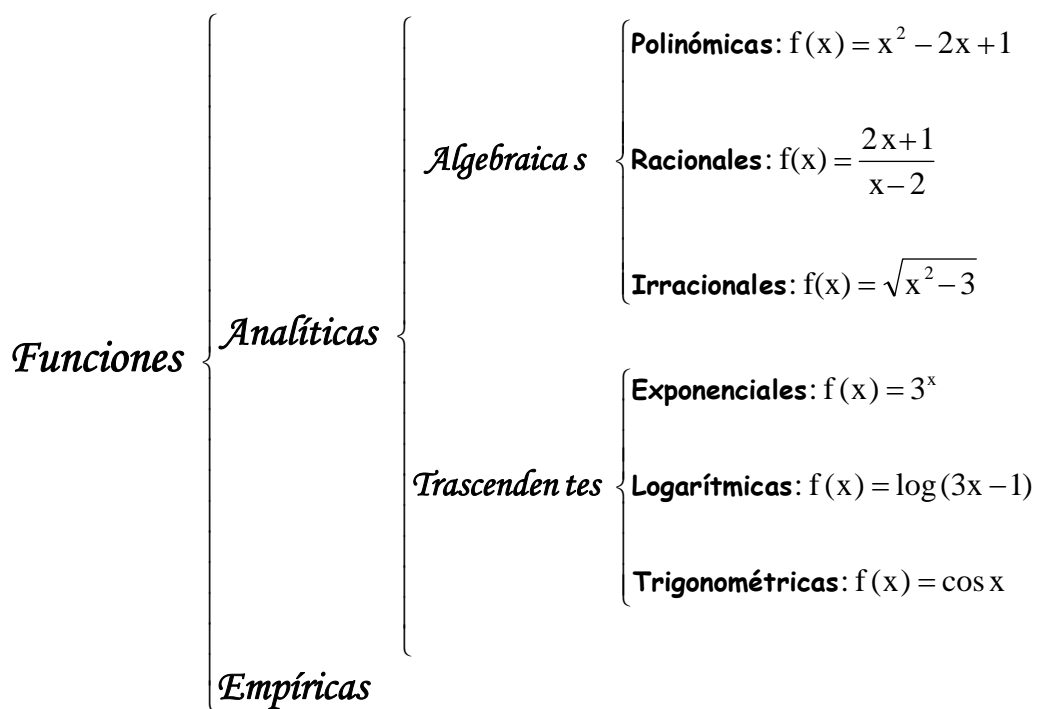 Polinómicas: f(x) = x² − 2x + 1
Algebraica s
Racionales: f(x) = (2x+1)/(x−2)
Irracionales: f(x) = √(x² − 3)
Funciones
Analíticas
Exponenciales: f(x) = 3ˣ
Trascenden tes
Logarítmicas: f(x) = log(3x − 1)
Trigonométricas: f(x) = cos x
Empíricas